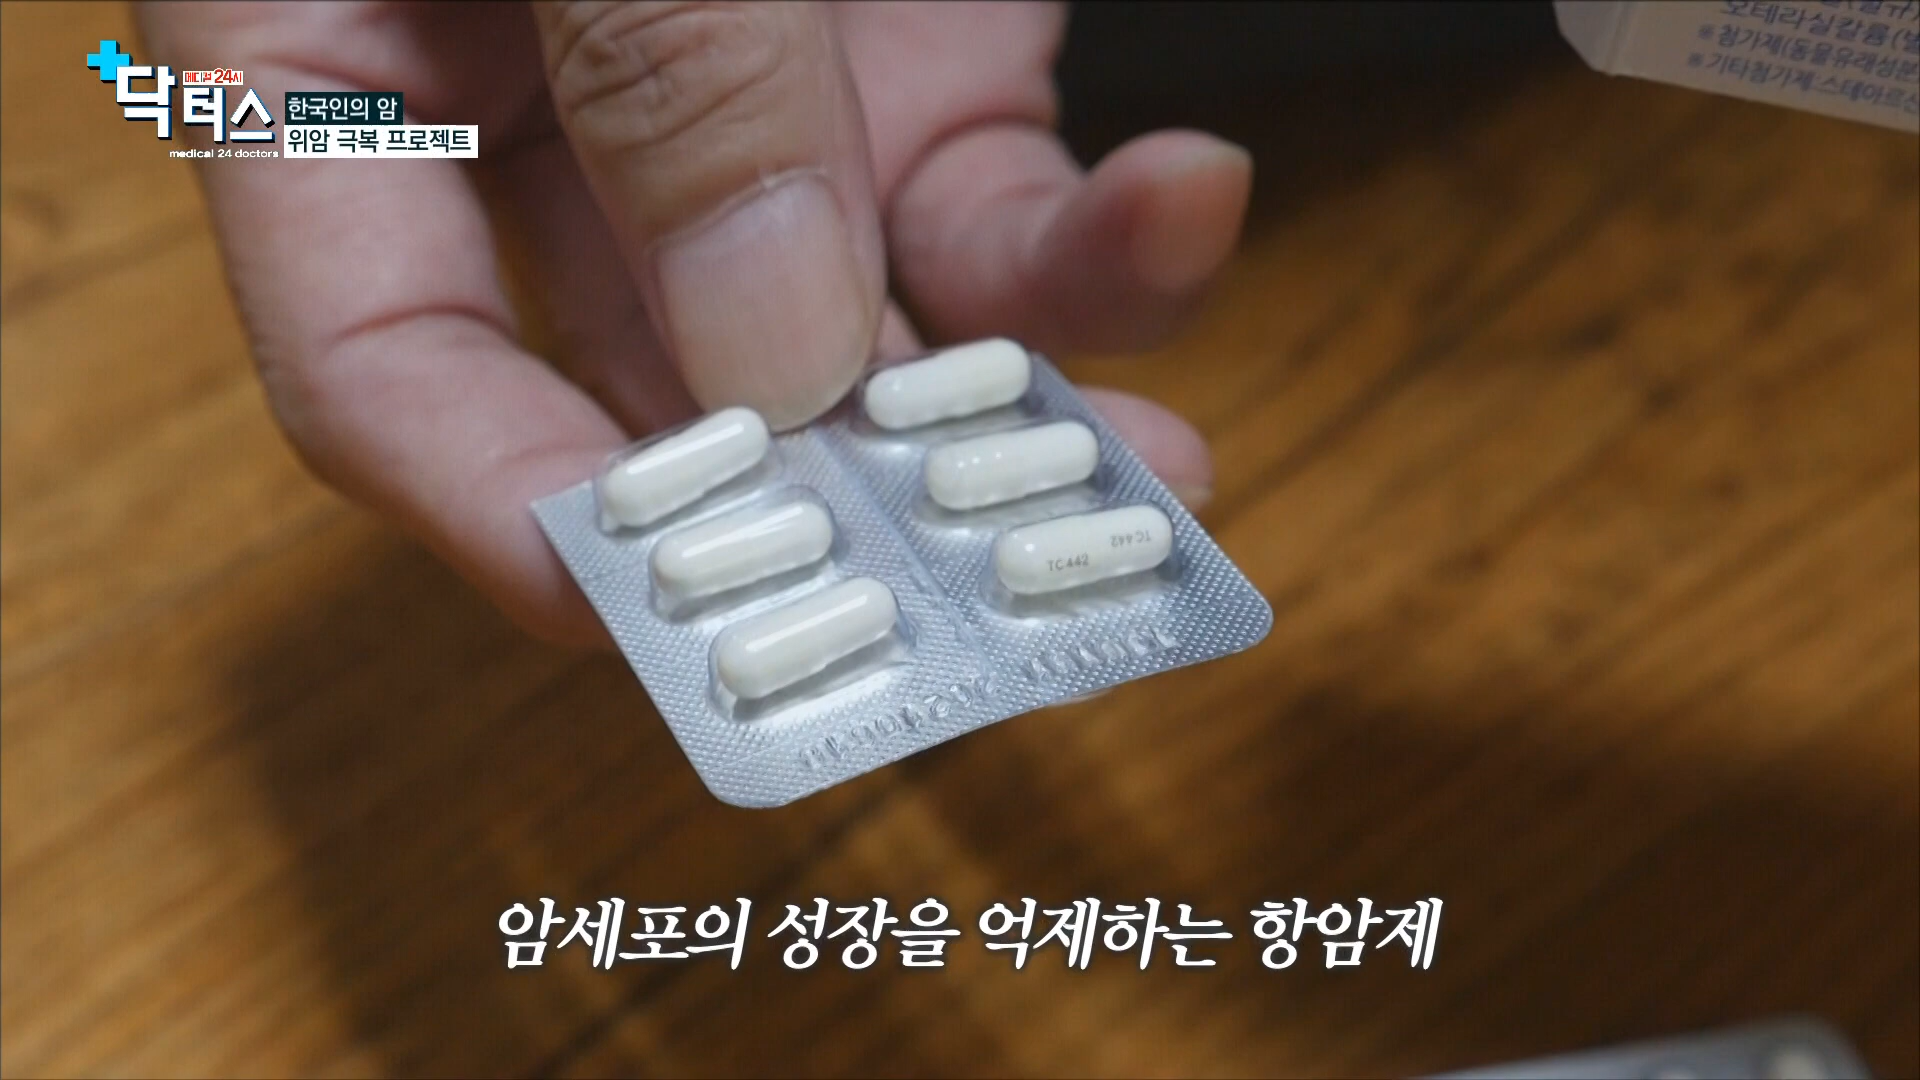 메디컬 24시
닥터스
medical 24 doctors
한국인의 암
위암 극복 프로젝트
오테라실칼륨(별
※첨가제(동물유래성분
※기타첨가제:스테아르산
TC442
TC442
암세포의 성장을 억제하는 항암제